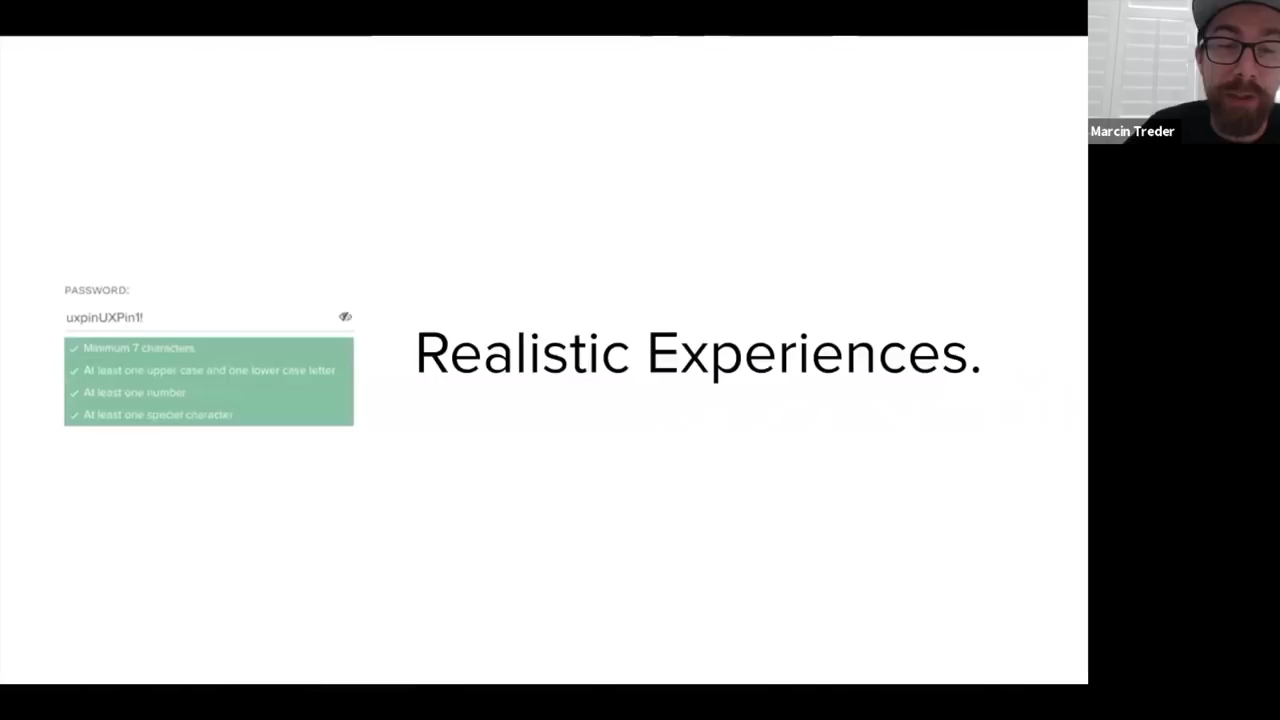 Marcin Treder
PASSWORD:
uxpinUXPin1!
Minimum 7 characters
At least one upper case and one lower case letter
At least one number
At least one special character
Realistic Experiences.